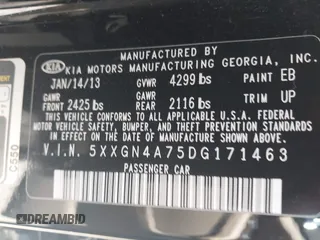 KIA KIA MOTORS MANUFACTURING GEORGIA, INC.
JAN/14/13 GVWR 4299 lbs PAINT EB
GAWR GAWR
FRONT 2425 lbs REAR 2116 lbs TRIM UP
THIS VEHICLE CONFORMS TO ALL APPLICABLE FEDERAL MOTOR VEHICLE
SAFETY, BUMPER, AND THEFT PREVENTION STANDARDS IN EFFECT
ON THE DATE OF MANUFACTURE SHOWN ABOVE.
V.I.N. 5XXGN4A75DG171463
PASSENGER CAR
C550
DREAMBID